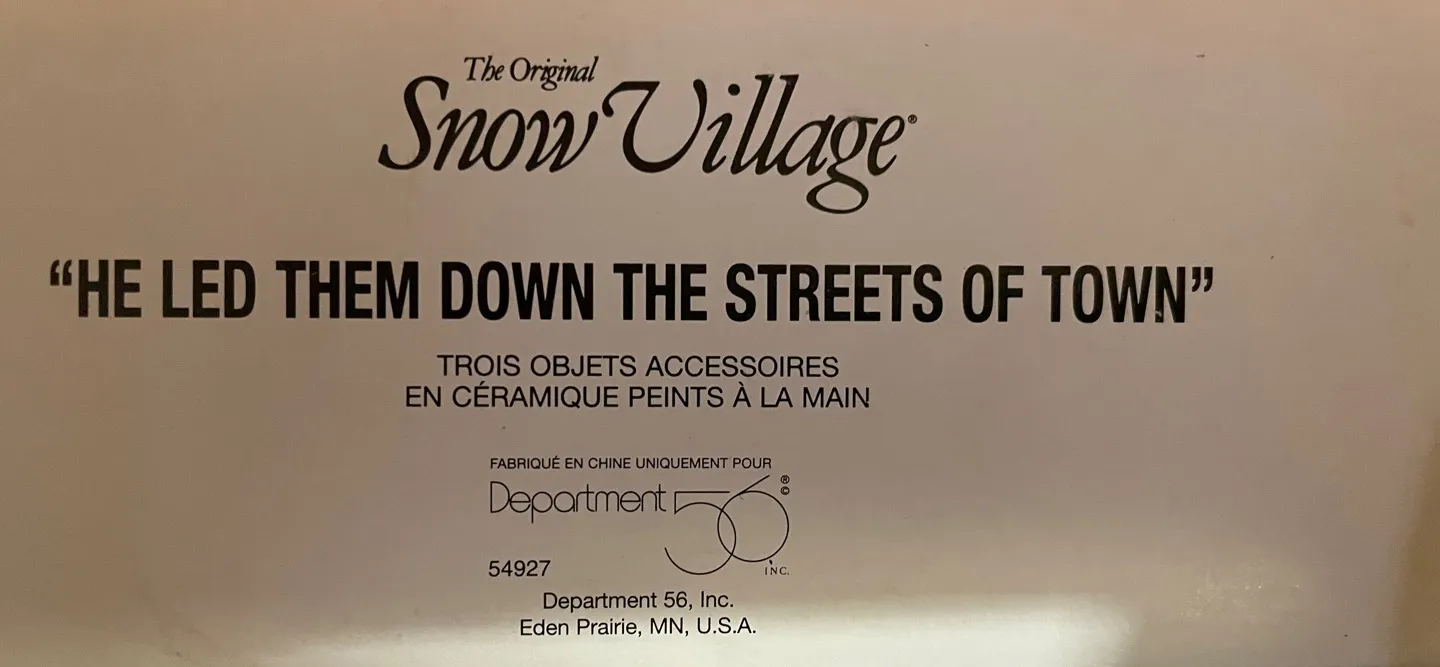 The Original
Snow Village®
“HE LED THEM DOWN THE STREETS OF TOWN”
TROIS OBJETS ACCESSOIRES
EN CÉRAMIQUE PEINTS À LA MAIN
FABRIQUÉ EN CHINE UNIQUEMENT POUR
Department 56 ® ©
INC.
54927
Department 56, Inc.
Eden Prairie, MN, U.S.A.